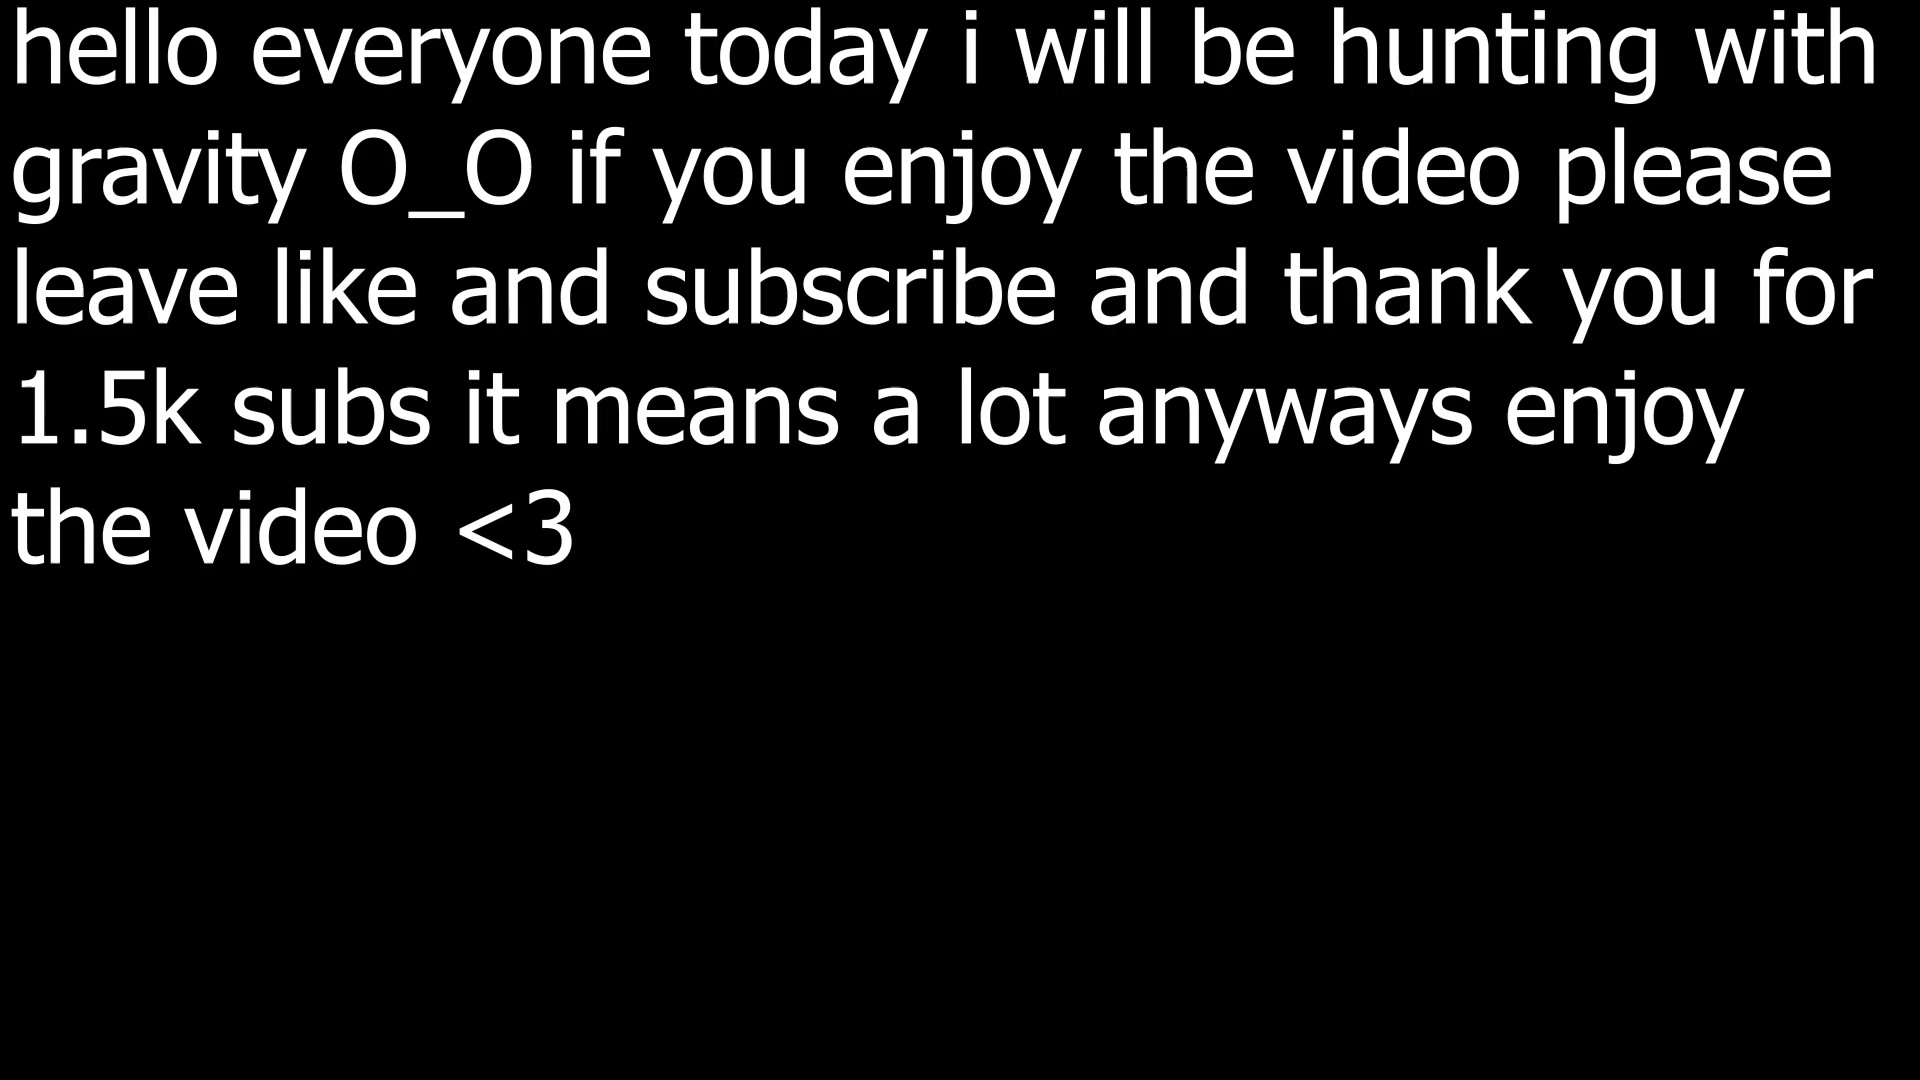 hello everyone today i will be hunting with
gravity O_O if you enjoy the video please
leave like and subscribe and thank you for
1.5k subs it means a lot anyways enjoy
the video <3